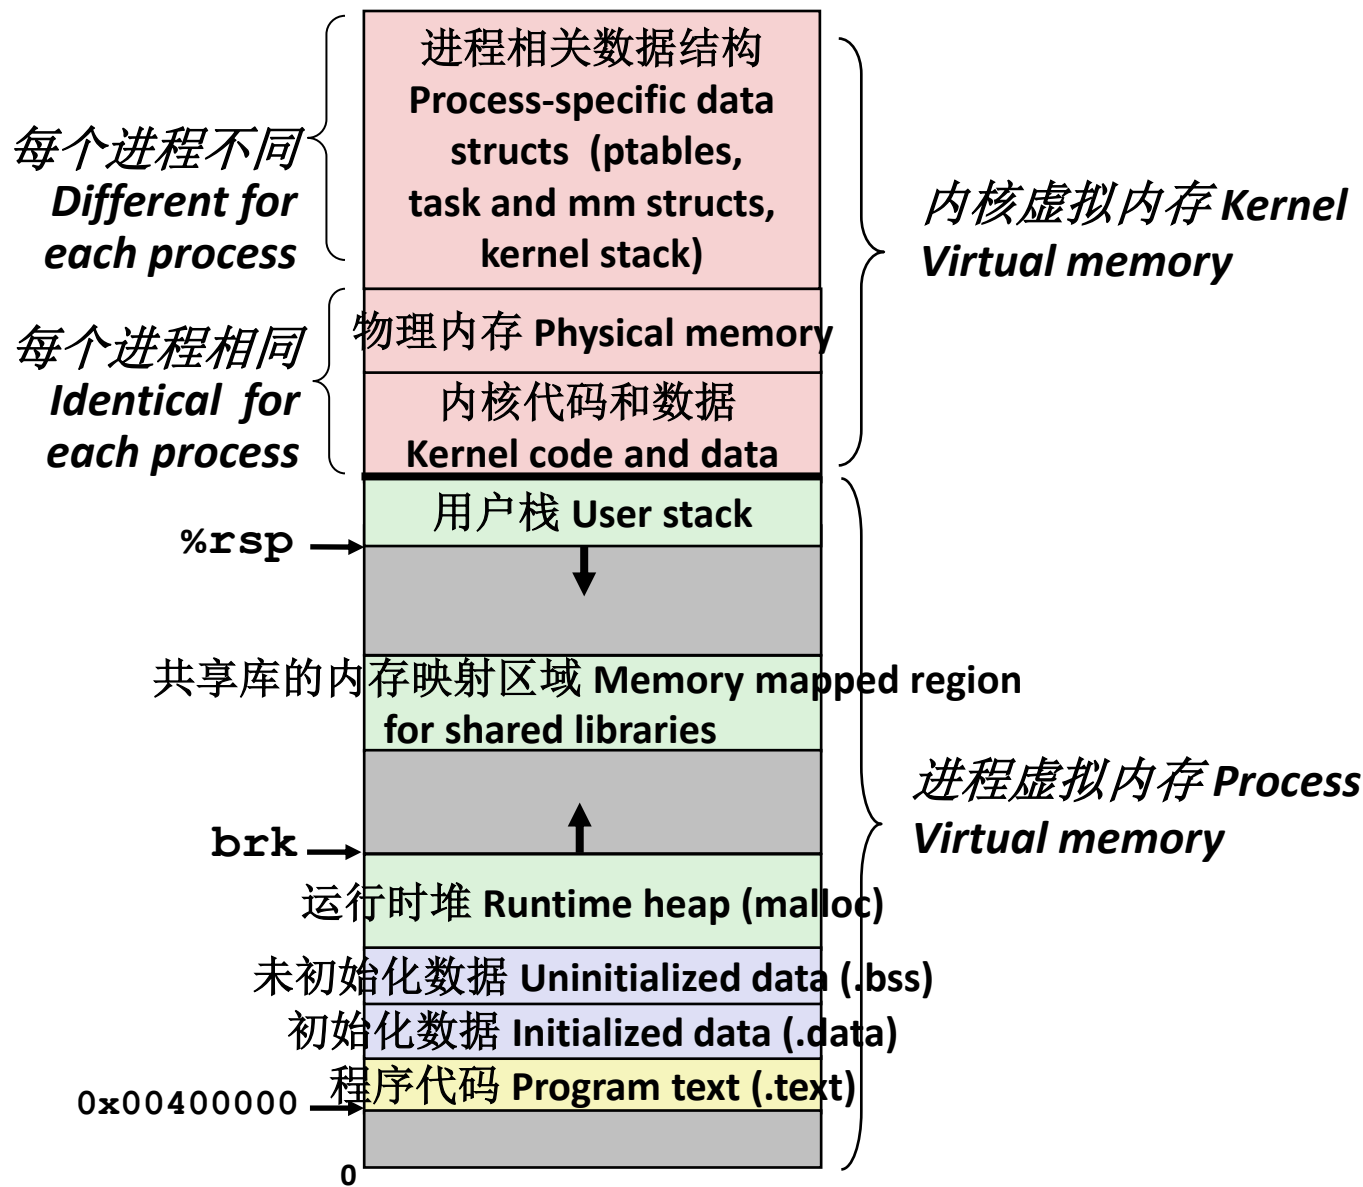 进程相关数据结构
Process-specific data
structs (ptables,
task and mm structs,
kernel stack)
每个进程不同
Different for
each process
内核虚拟内存 Kernel
Virtual memory
物理内存 Physical memory
每个进程相同
Identical for
each process
内核代码和数据
Kernel code and data
用户栈 User stack
%rsp
共享库的内存映射区域 Memory mapped region
for shared libraries
进程虚拟内存 Process
Virtual memory
brk
运行时堆 Runtime heap (malloc)
未初始化数据 Uninitialized data (.bss)
初始化数据 Initialized data (.data)
程序代码 Program text (.text)
0x00400000
0